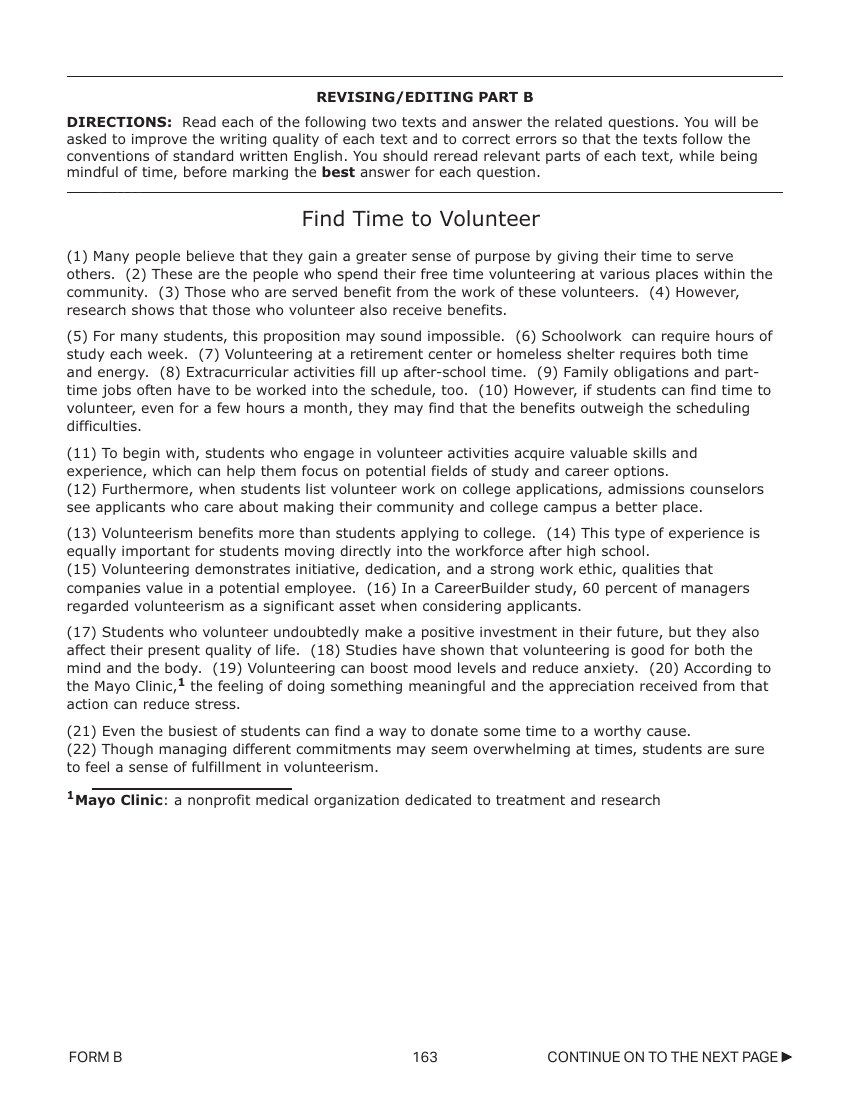 REVISING/EDITING PART B
DIRECTIONS: Read each of the following two texts and answer the related questions. You will be
asked to improve the writing quality of each text and to correct errors so that the texts follow the
conventions of standard written English. You should reread relevant parts of each text, while being
mindful of time, before marking the best answer for each question.
Find Time to Volunteer
(1) Many people believe that they gain a greater sense of purpose by giving their time to serve
others. (2) These are the people who spend their free time volunteering at various places within the
community. (3) Those who are served benefit from the work of these volunteers. (4) However,
research shows that those who volunteer also receive benefits.
(5) For many students, this proposition may sound impossible. (6) Schoolwork can require hours of
study each week. (7) Volunteering at a retirement center or homeless shelter requires both time
and energy. (8) Extracurricular activities fill up after-school time. (9) Family obligations and part-
time jobs often have to be worked into the schedule, too. (10) However, if students can find time to
volunteer, even for a few hours a month, they may find that the benefits outweigh the scheduling
difficulties.
(11) To begin with, students who engage in volunteer activities acquire valuable skills and
experience, which can help them focus on potential fields of study and career options.
(12) Furthermore, when students list volunteer work on college applications, admissions counselors
see applicants who care about making their community and college campus a better place.
(13) Volunteerism benefits more than students applying to college. (14) This type of experience is
equally important for students moving directly into the workforce after high school.
(15) Volunteering demonstrates initiative, dedication, and a strong work ethic, qualities that
companies value in a potential employee. (16) In a CareerBuilder study, 60 percent of managers
regarded volunteerism as a significant asset when considering applicants.
(17) Students who volunteer undoubtedly make a positive investment in their future, but they also
affect their present quality of life. (18) Studies have shown that volunteering is good for both the
mind and the body. (19) Volunteering can boost mood levels and reduce anxiety. (20) According to
the Mayo Clinic,1 the feeling of doing something meaningful and the appreciation received from that
action can reduce stress.
(21) Even the busiest of students can find a way to donate some time to a worthy cause.
(22) Though managing different commitments may seem overwhelming at times, students are sure
to feel a sense of fulfillment in volunteerism.
1Mayo Clinic: a nonprofit medical organization dedicated to treatment and research
FORM B 163 CONTINUE ON TO THE NEXT PAGE ►